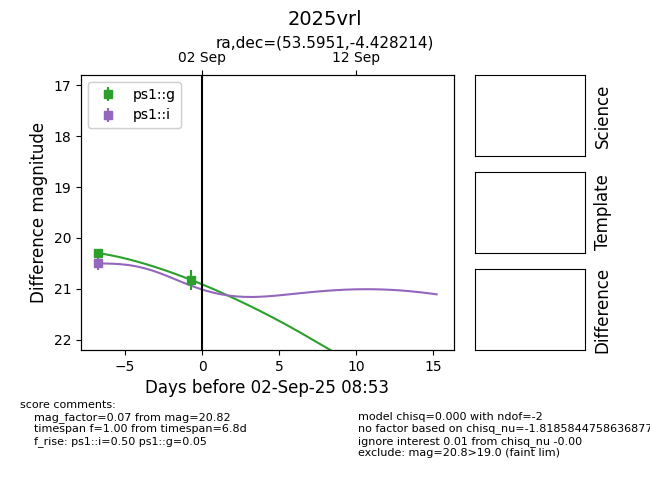 2025vrl
ra,dec=(53.5951,-4.428214)
02 Sep 12 Sep
17
18
19
20
21
22
Difference magnitude
ps1::g
ps1::i
−5 0 5 10 15
Days before 02-Sep-25 08:53
Science
Template
Difference
score comments:
mag_factor=0.07 from mag=20.82
timespan f=1.00 from timespan=6.8d
f_rise: ps1::i=0.50 ps1::g=0.05
model chisq=0.000 with ndof=-2
no factor based on chisq_nu=-1.8185844758636877
ignore interest 0.01 from chisq_nu -0.00
exclude: mag=20.8>19.0 (faint lim)